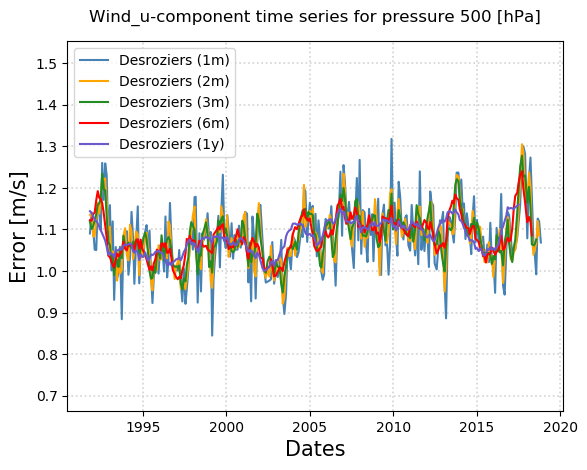 Wind_u-component time series for pressure 500 [hPa]
Desroziers (1m)
Desroziers (2m)
Desroziers (3m)
Desroziers (6m)
Desroziers (1y)
Error [m/s]
1.5
1.4
1.3
1.2
1.1
1.0
0.9
0.8
0.7
1995 2000 2005 2010 2015 2020
Dates